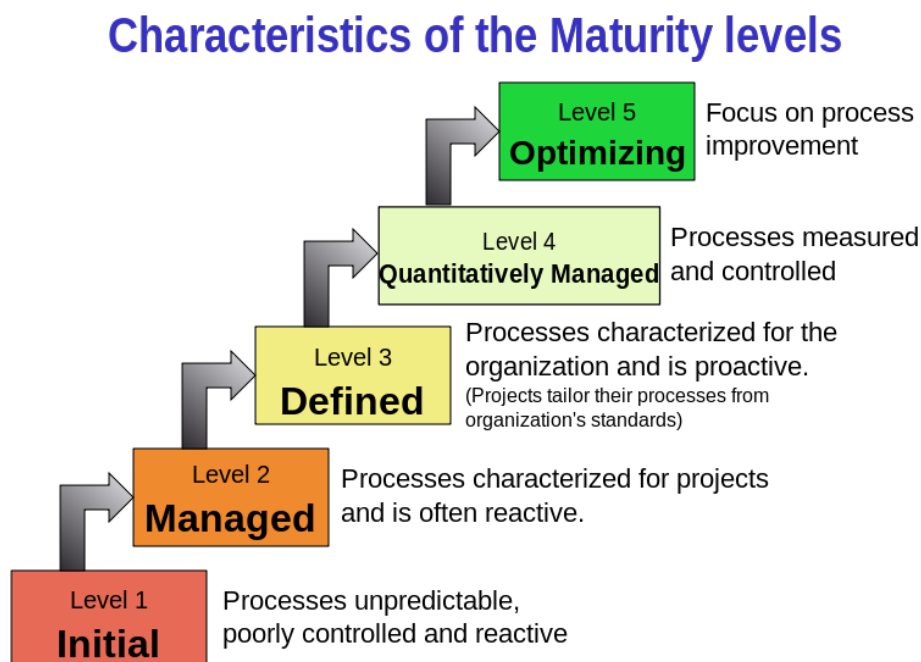 Characteristics of the Maturity levels
Level 5
Optimizing
Focus on process
improvement
Level 4
Quantitatively Managed
Processes measured
and controlled
Level 3
Defined
Processes characterized for the
organization and is proactive.
(Projects tailor their processes from
organization's standards)
Level 2
Managed
Processes characterized for projects
and is often reactive.
Level 1
Initial
Processes unpredictable,
poorly controlled and reactive